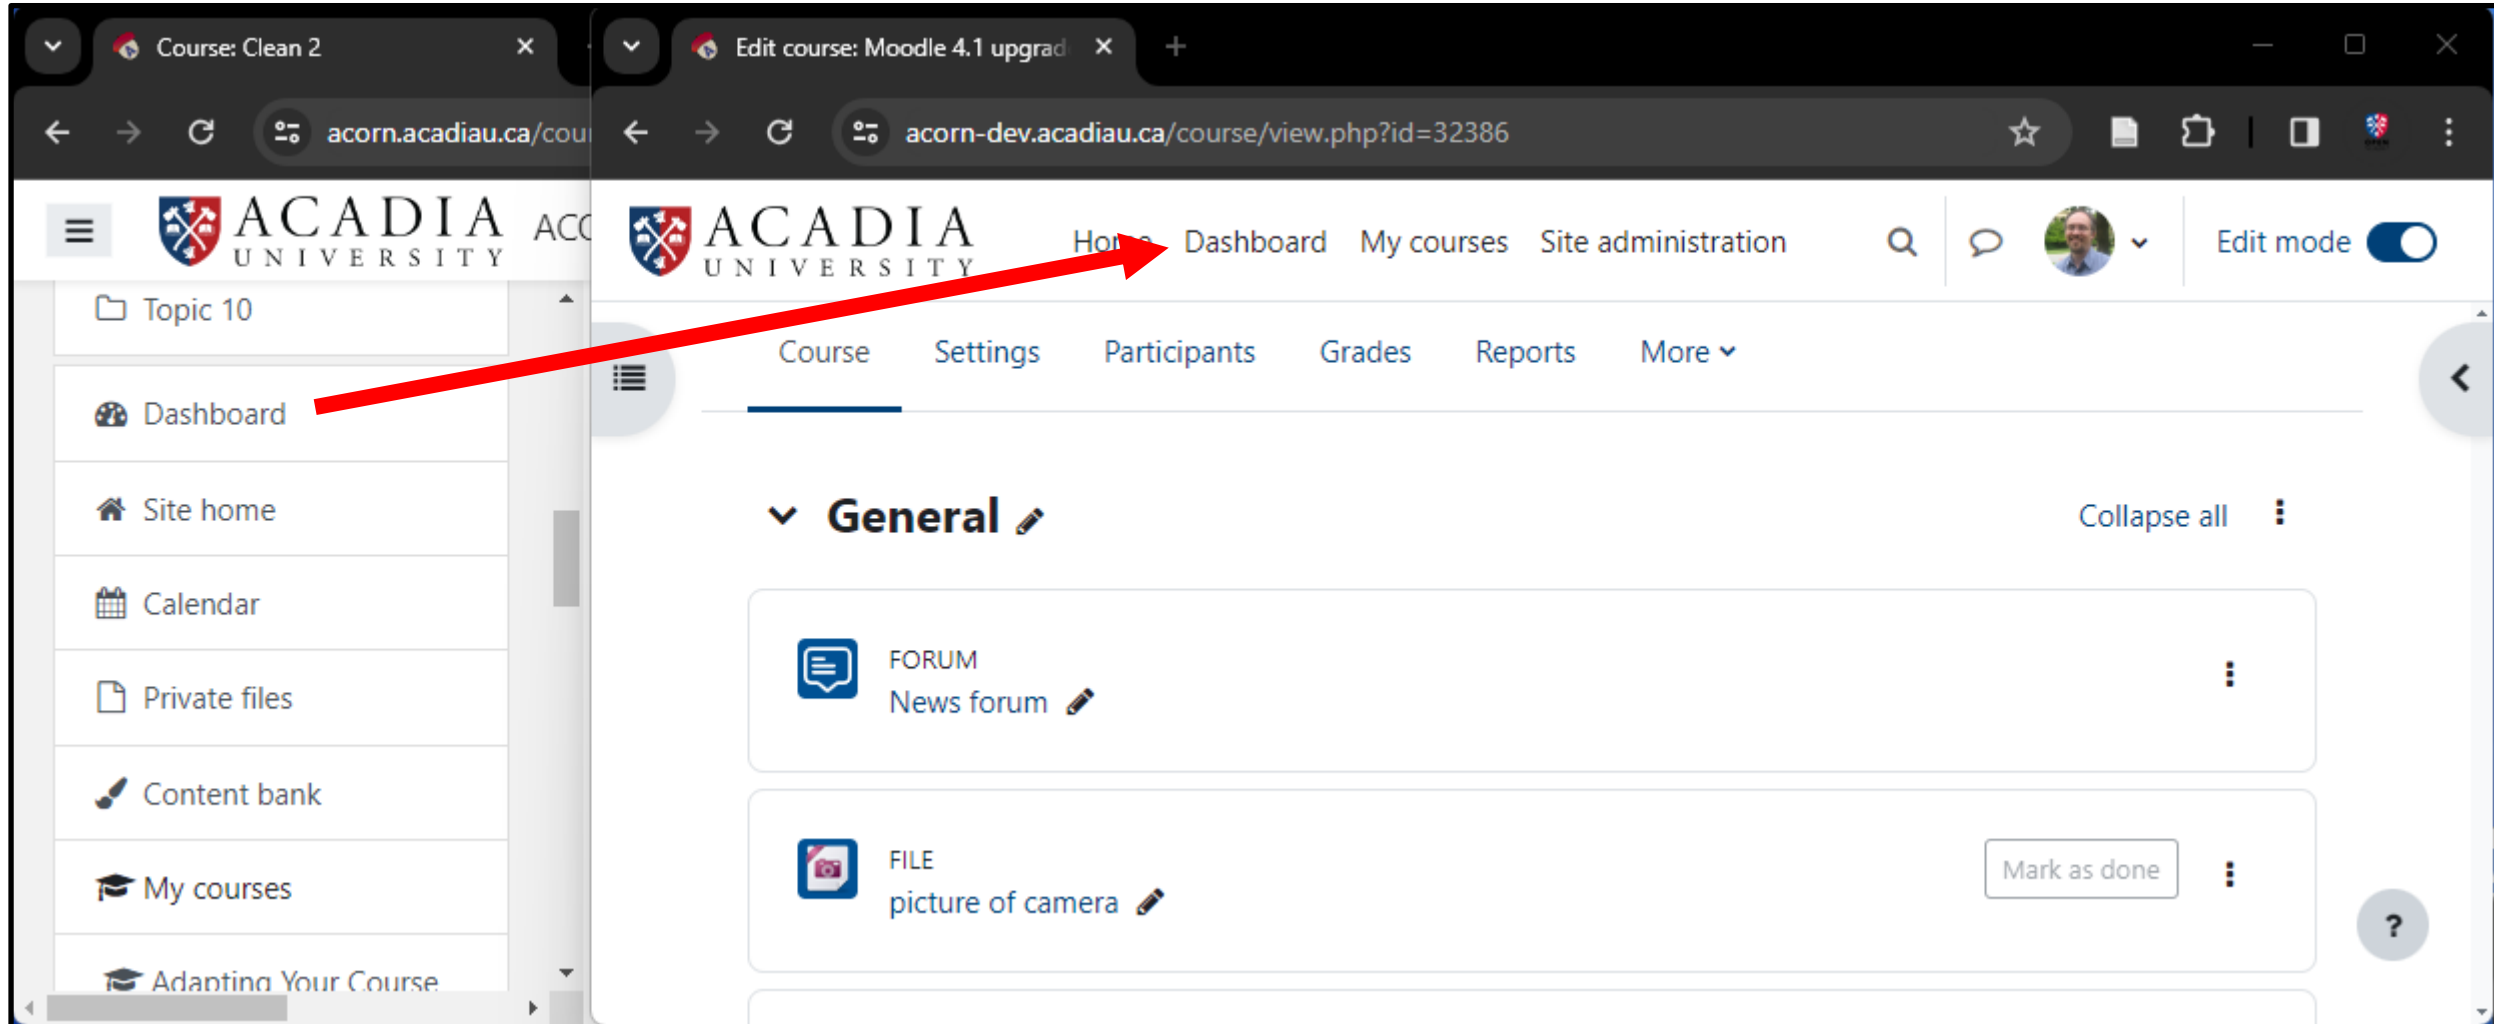 Course: Clean 2
acorn.acadiau.ca/cou
ACADIA
UNIVERSITY
ACC
Topic 10
Dashboard
Site home
Calendar
Private files
Content bank
My courses
Adapting Your Course
Edit course: Moodle 4.1 upgrad
acorn-dev.acadiau.ca/course/view.php?id=32386
ACADIA
UNIVERSITY
Home Dashboard My courses Site administration
Edit mode
Course Settings Participants Grades Reports More
General
Collapse all
FORUM
News forum
FILE
picture of camera
Mark as done
?